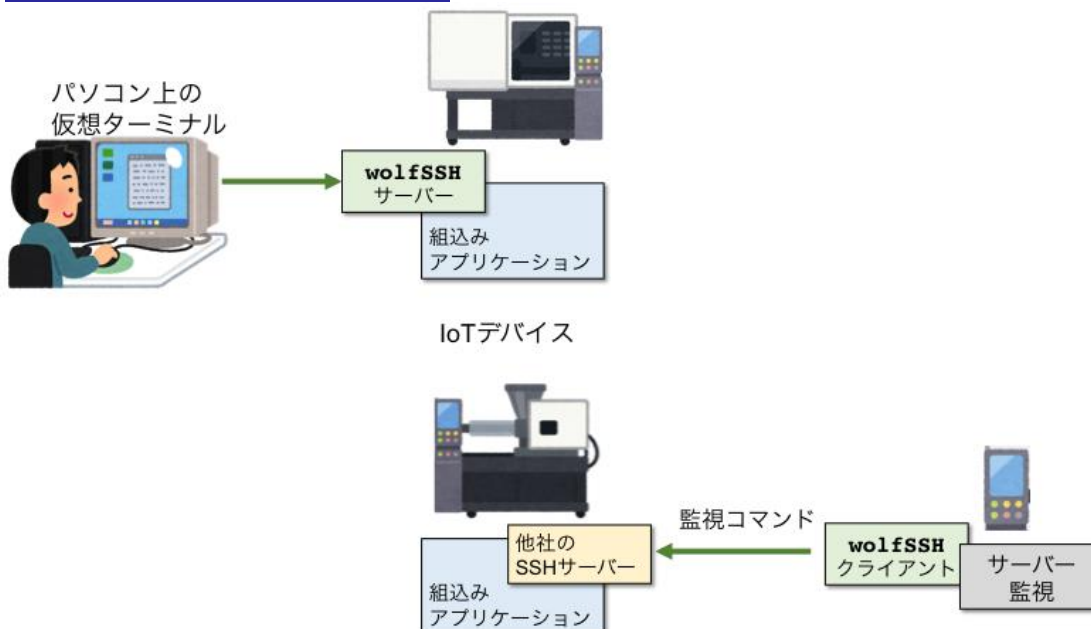 パソコン上の
仮想ターミナル
wolfSSH
サーバー
組込み
アプリケーション
IoTデバイス
監視コマンド
他社の
SSHサーバー
組込み
アプリケーション
wolfSSH
クライアント
サーバー
監視